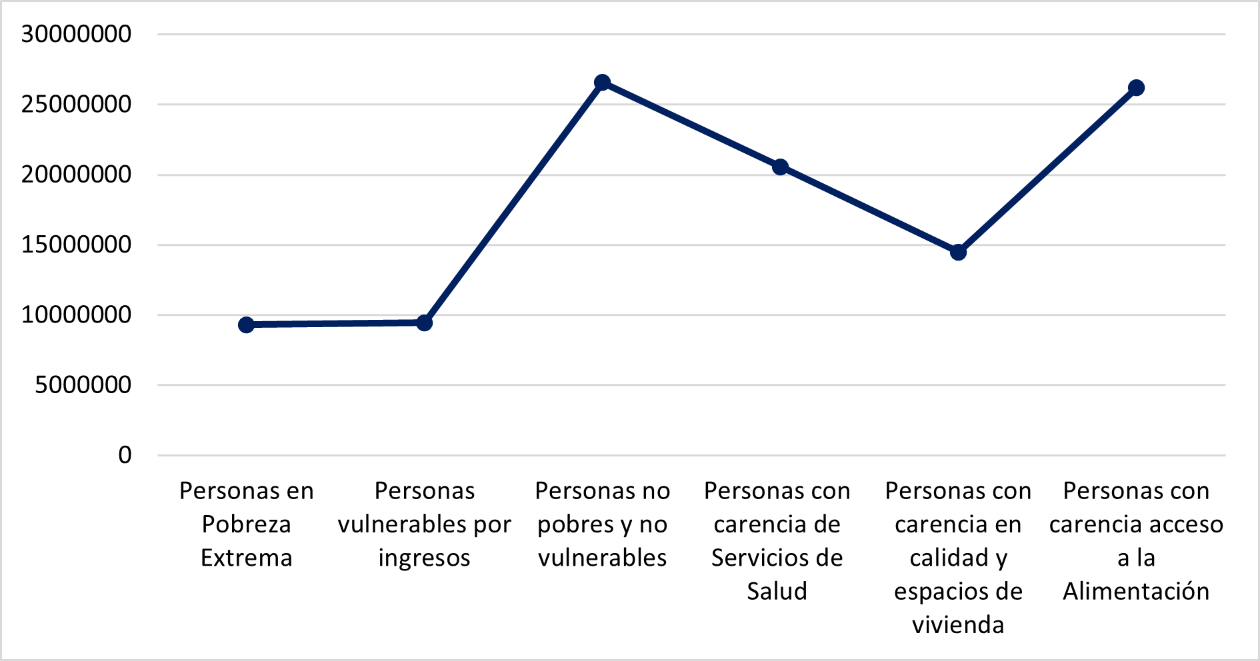 30000000
25000000
20000000
15000000
10000000
5000000
0
Personas en
Pobreza
Extrema
Personas
vulnerables por
ingresos
Personas no
pobres y no
vulnerables
Personas con
carencia de
Servicios de
Salud
Personas con
carencia en
calidad y
espacios de
vivienda
Personas con
carencia acceso
a la
Alimentación